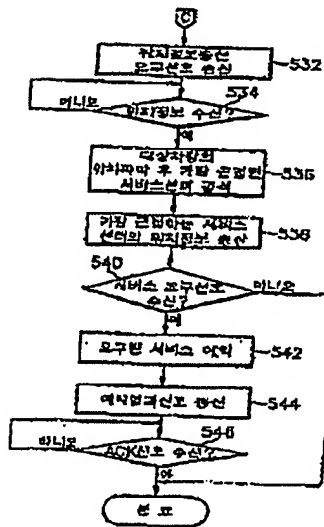 C
위치정보송신
요구신호 송신
532
534
아니오
위치정보 수신?
예
대상차량의
위치파악 후 가장 근접한
서비스센터 검색
536
가장 근접하는 서비스
센터의 위치정보 송신
538
540
서비스 요구신호
수신?
아니오
예
요구된 서비스 예약
542
예약결과신호 송신
544
546
아니오
ACK신호 수신?
예
종료